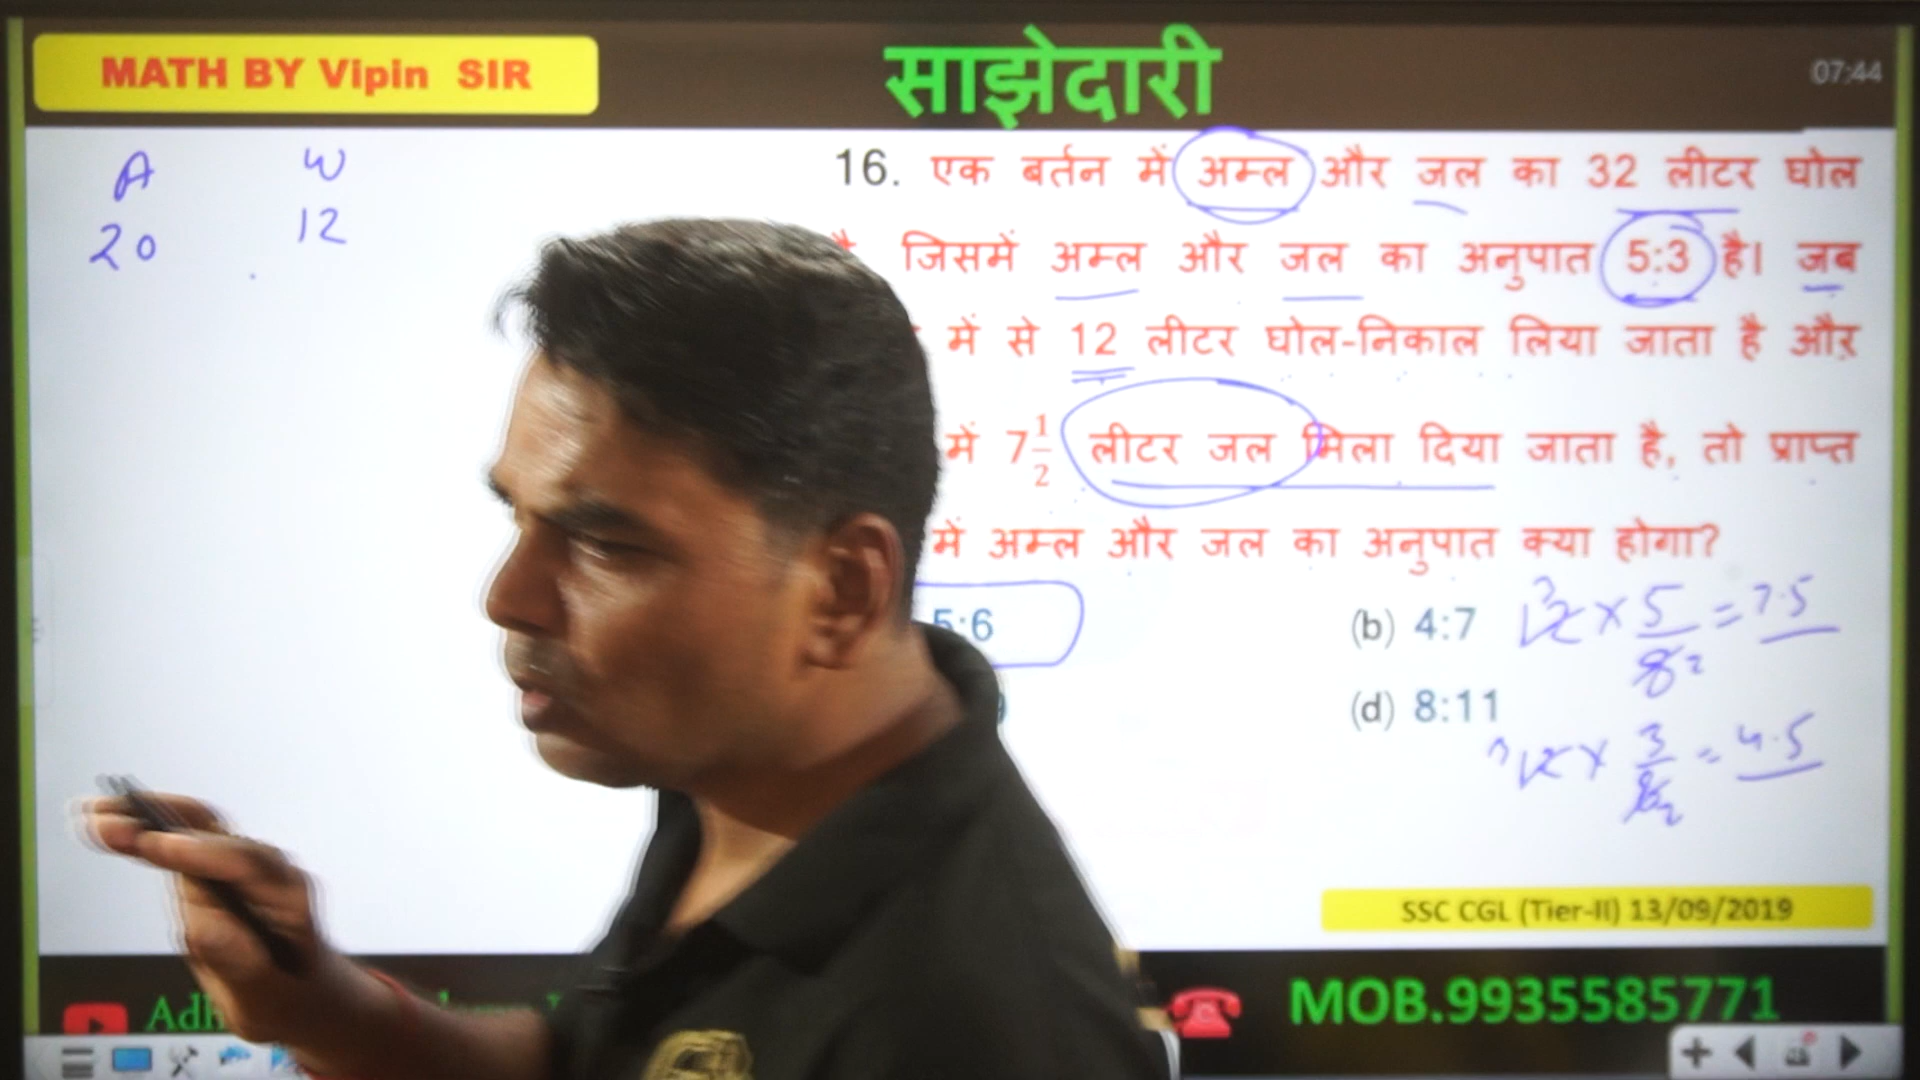 MATH BY Vipin SIR
साझेदारी
07:44
A W
20 12
16. एक बर्तन में अम्ल और जल का 32 लीटर घोल
जिसमें अम्ल और जल का अनुपात 5:3 है। जब
में से 12 लीटर घोल-निकाल लिया जाता है और
में 7 1/2 लीटर जल मिला दिया जाता है, तो प्राप्त
में अम्ल और जल का अनुपात क्या होगा?
5:6
(b) 4:7
(d) 8:11
12 × 5/8 = 7.5
12 × 3/8 = 4.5
SSC CGL (Tier-II) 13/09/2019
MOB.9935585771